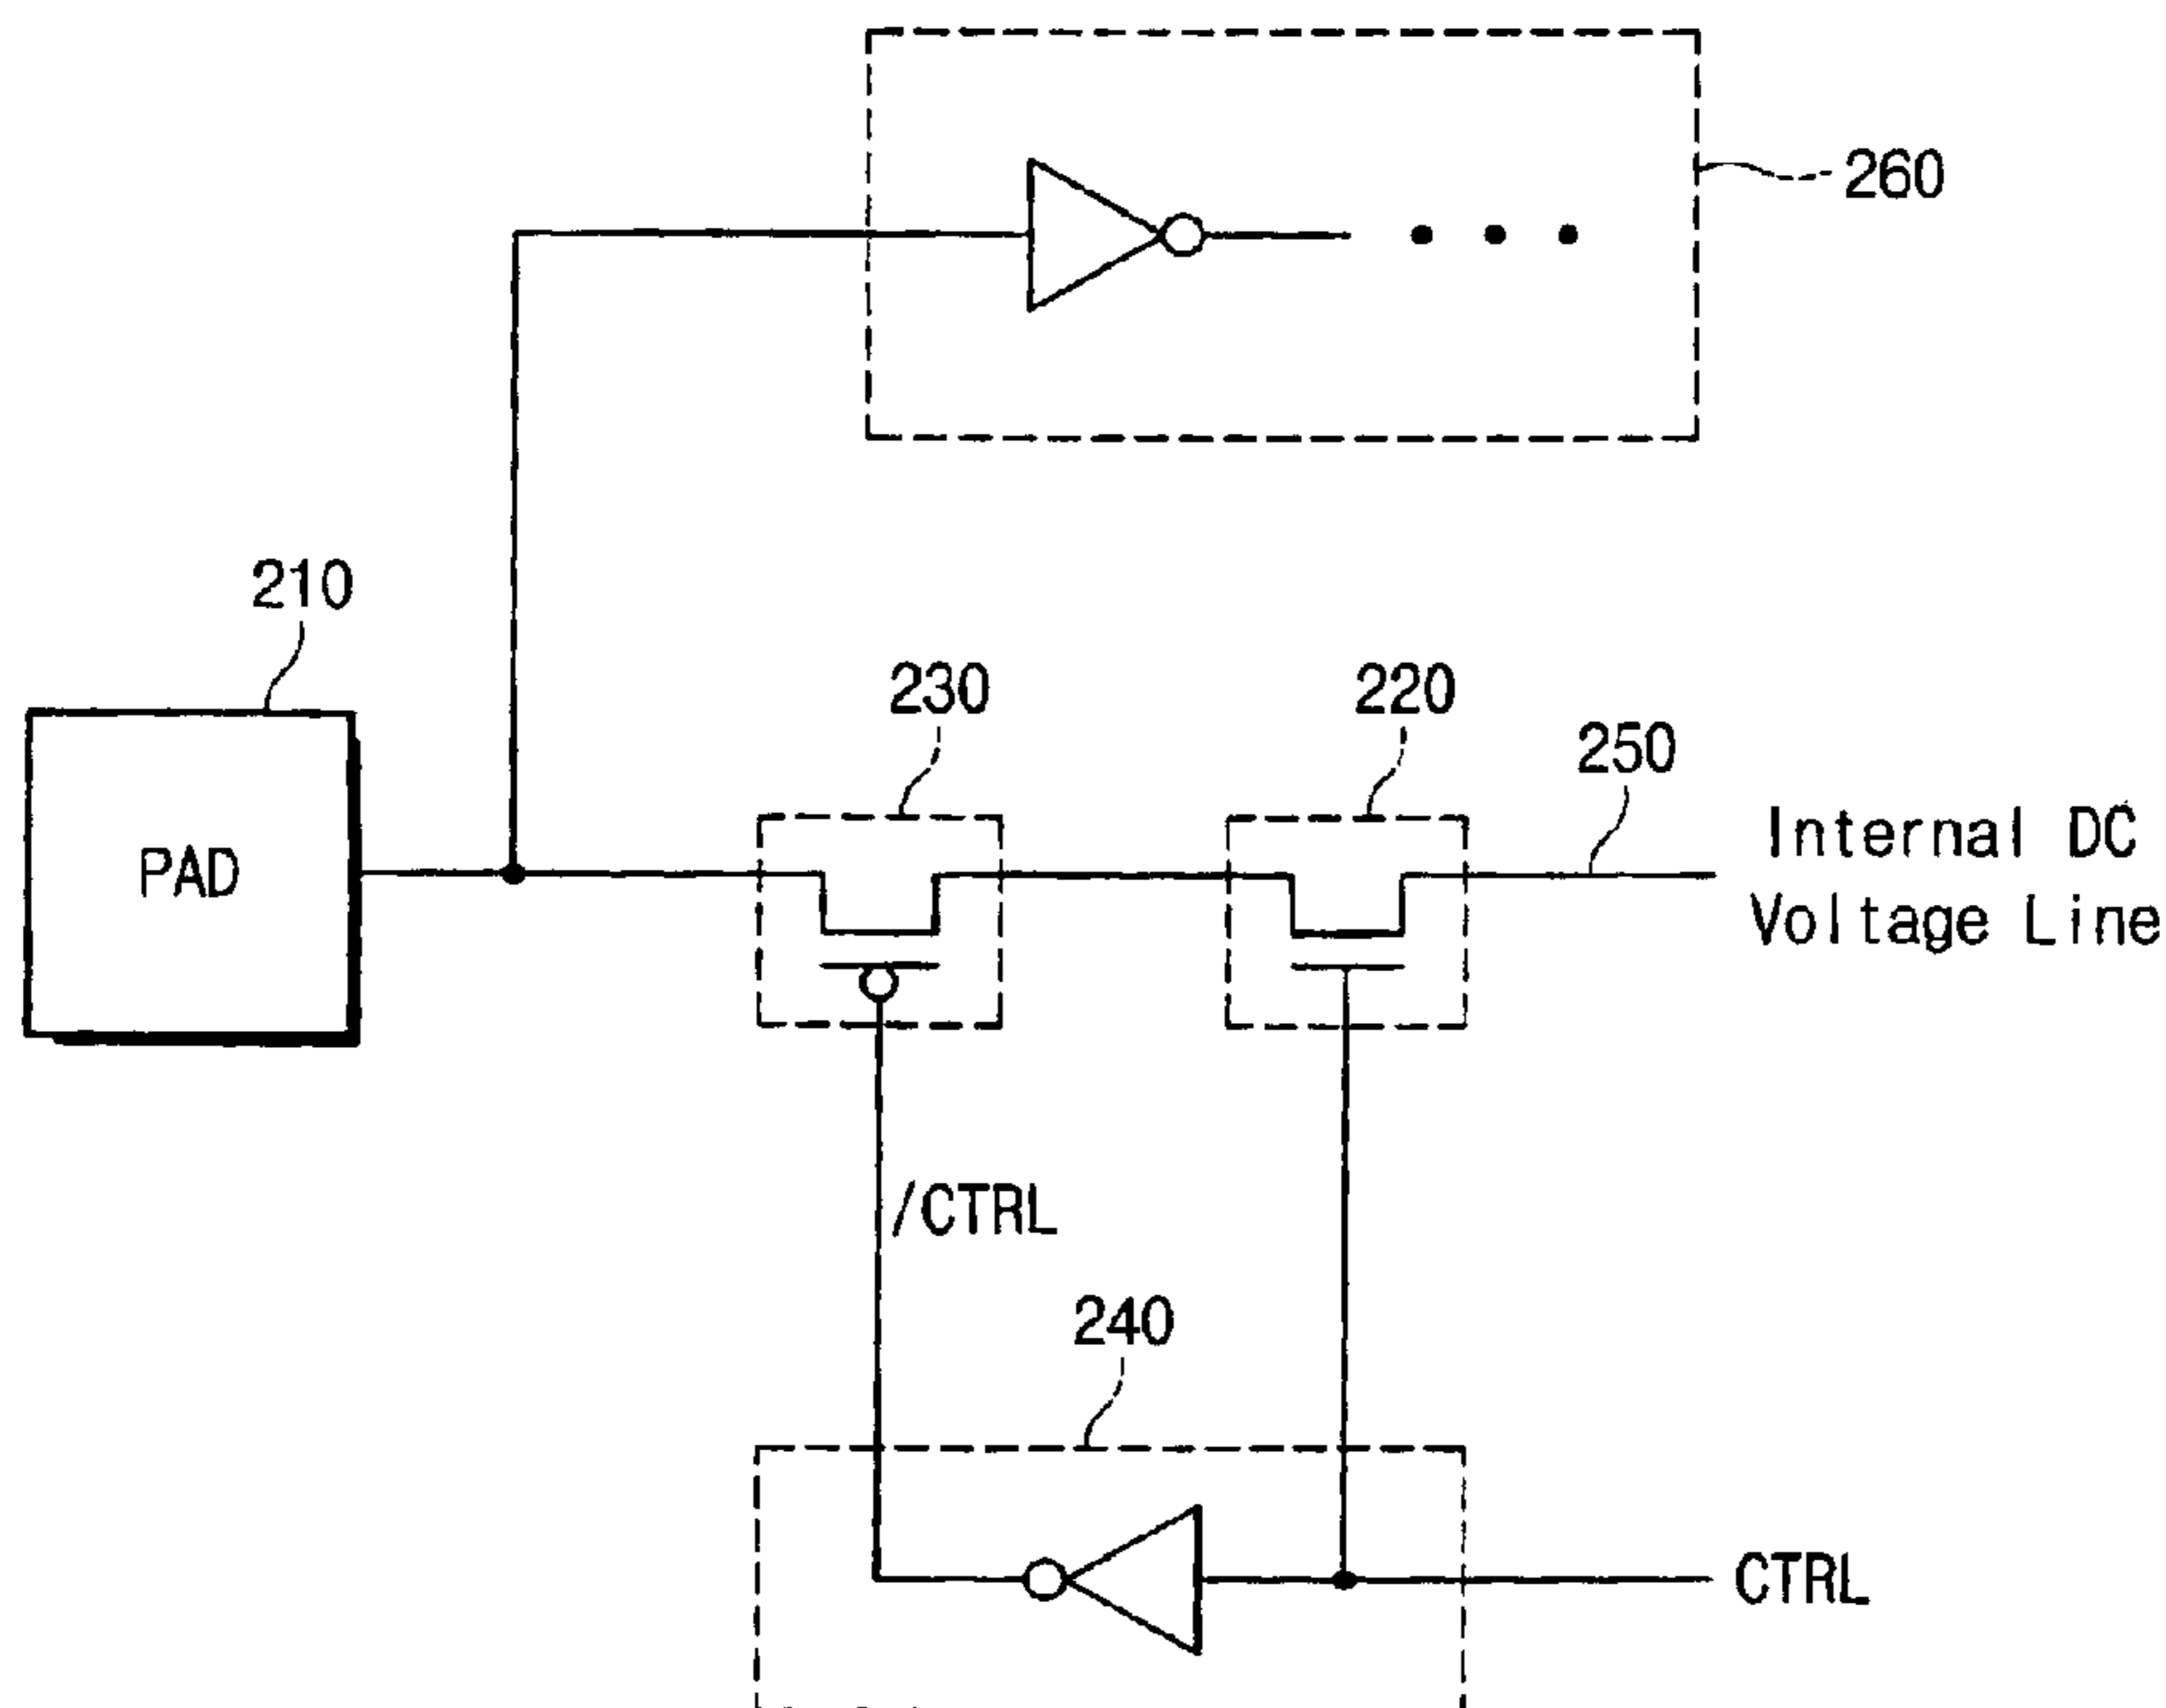 260
210
230
220
250
Internal DC
Voltage Line
PAD
/CTRL
240
CTRL